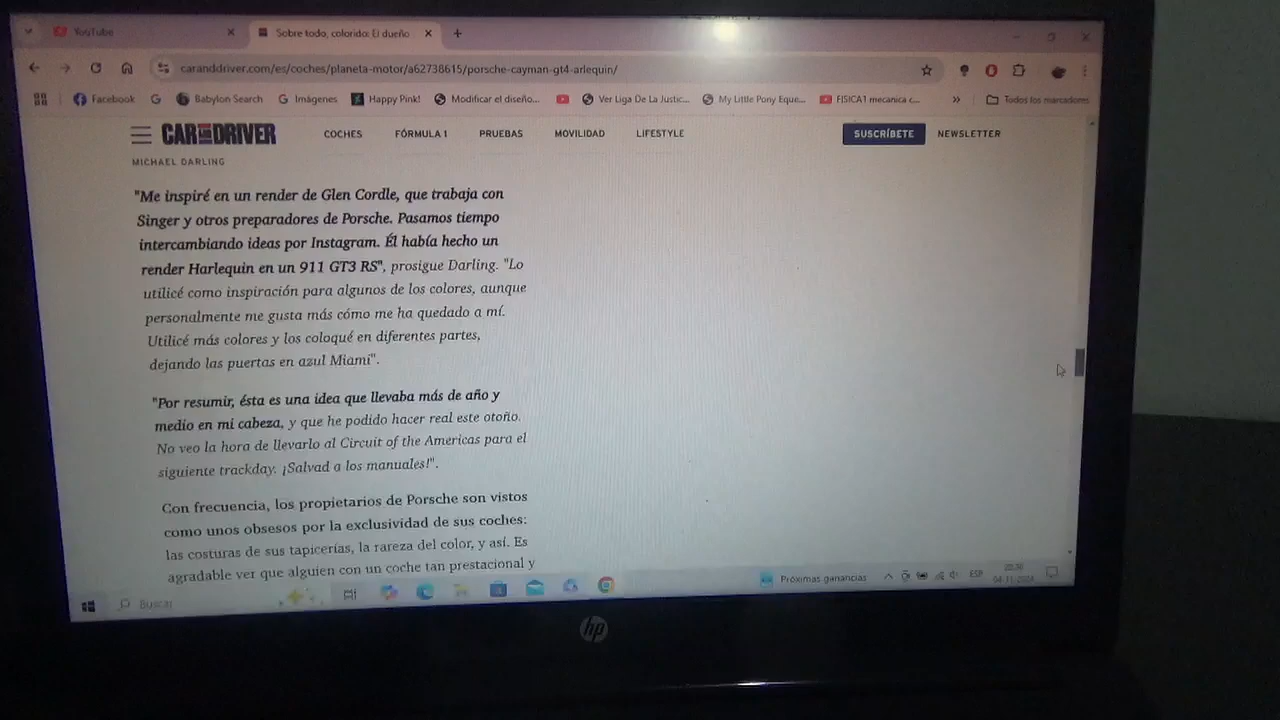 YouTube
Sobre todo, colorido: El dueño
caranddriver.com/es/coches/planeta-motor/a62738615/porsche-cayman-gt4-arlequin/
Facebook
Babylon Search
Imágenes
Happy Pink!
Modificar el diseño...
Ver Liga De La Justic...
My Little Pony Eque...
FISICA1 mecanica c...
Todos los marcadores
CAR AND DRIVER
COCHES FÓRMULA 1 PRUEBAS MOVILIDAD LIFESTYLE
SUSCRÍBETE NEWSLETTER
MICHAEL DARLING
"Me inspiré en un render de Glen Cordle, que trabaja con
Singer y otros preparadores de Porsche. Pasamos tiempo
intercambiando ideas por Instagram. Él había hecho un
render Harlequin en un 911 GT3 RS", prosigue Darling. "Lo
utilicé como inspiración para algunos de los colores, aunque
personalmente me gusta más cómo me ha quedado a mí.
Utilicé más colores y los coloqué en diferentes partes,
dejando las puertas en azul Miami".
"Por resumir, ésta es una idea que llevaba más de año y
medio en mi cabeza, y que he podido hacer real este otoño.
No veo la hora de llevarlo al Circuit of the Americas para el
siguiente trackday. ¡Salvad a los manuales!".
Con frecuencia, los propietarios de Porsche son vistos
como unos obsesos por la exclusividad de sus coches:
las costuras de sus tapicerías, la rareza del color, y así. Es
agradable ver que alguien con un coche tan prestacional y
Buscar
Próximas ganancias
ESP
04-11-2024
hp